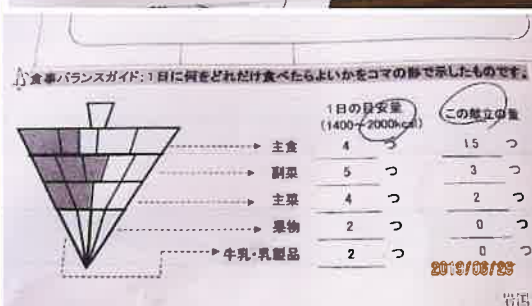 食事バランスガイド:1日に何をどれだけ食べたらよいかをコマの形で示したものです。
1日の目安量
(1400~2000kcal)
この献立の量
主食 4 つ 1.5 つ
副菜 5 つ 3 つ
主菜 4 つ 2 つ
果物 2 つ 0 つ
牛乳・乳製品 2 つ 0 つ
2019/06/29